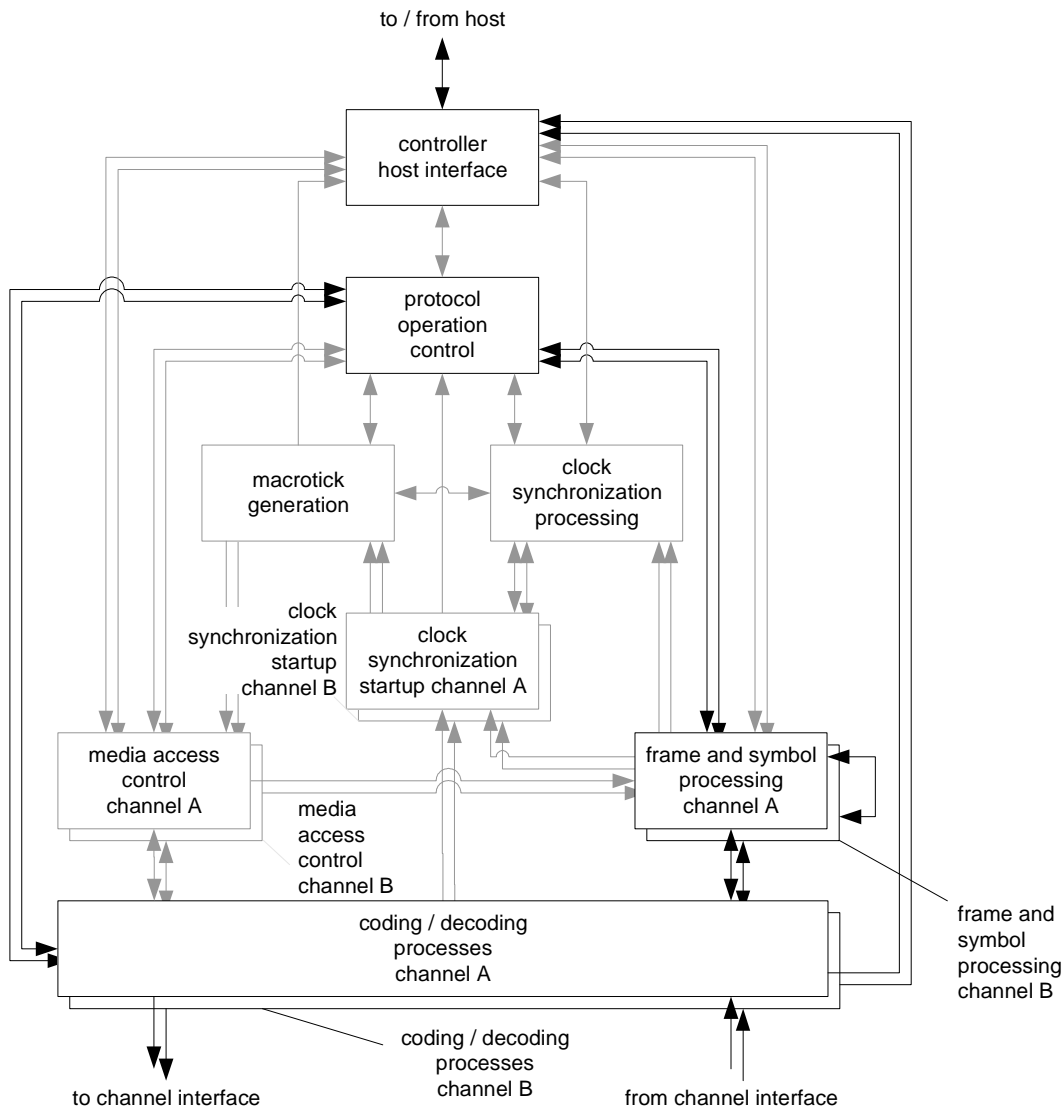 to / from host
controller
host interface
protocol
operation
control
macrotick
generation
clock
synchronization
processing
clock
synchronization
startup
channel B
clock
synchronization
startup channel A
media access
control
channel A
media
access
control
channel B
frame and symbol
processing
channel A
frame and
symbol
processing
channel B
coding / decoding
processes
channel A
coding / decoding
processes
channel B
to channel interface
from channel interface